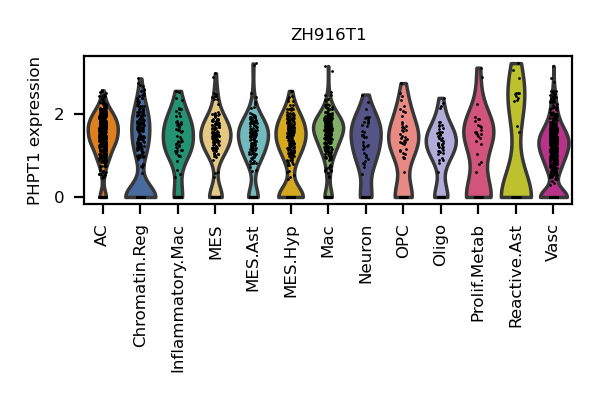 ZH916T1
PHPT1 expression
2
0
AC
Chromatin.Reg
Inflammatory.Mac
MES
MES.Ast
MES.Hyp
Mac
Neuron
OPC
Oligo
Prolif.Metab
Reactive.Ast
Vasc